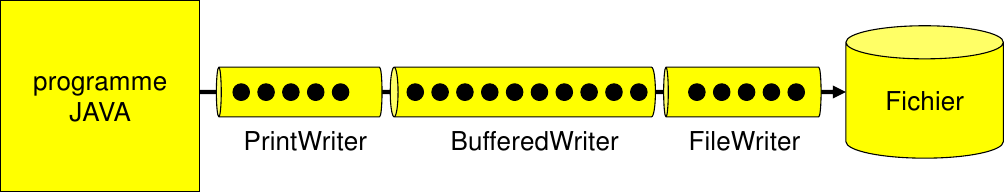 programme
JAVA
PrintWriter
BufferedWriter
FileWriter
Fichier